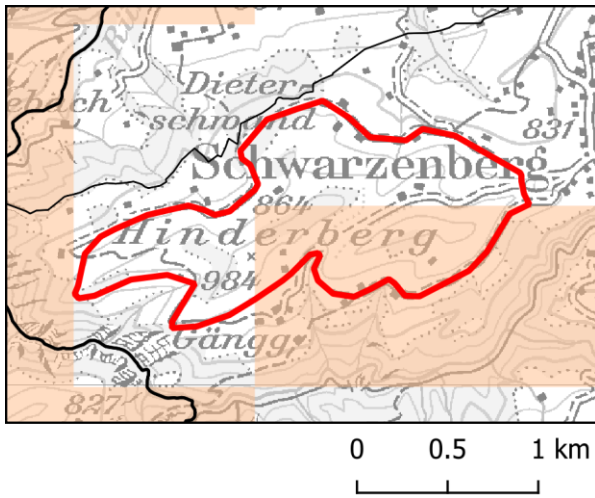 Dieter-
schwand
831
Schwarzenberg
864
Hinderberg
984
Gängg
827
0 0.5 1 km